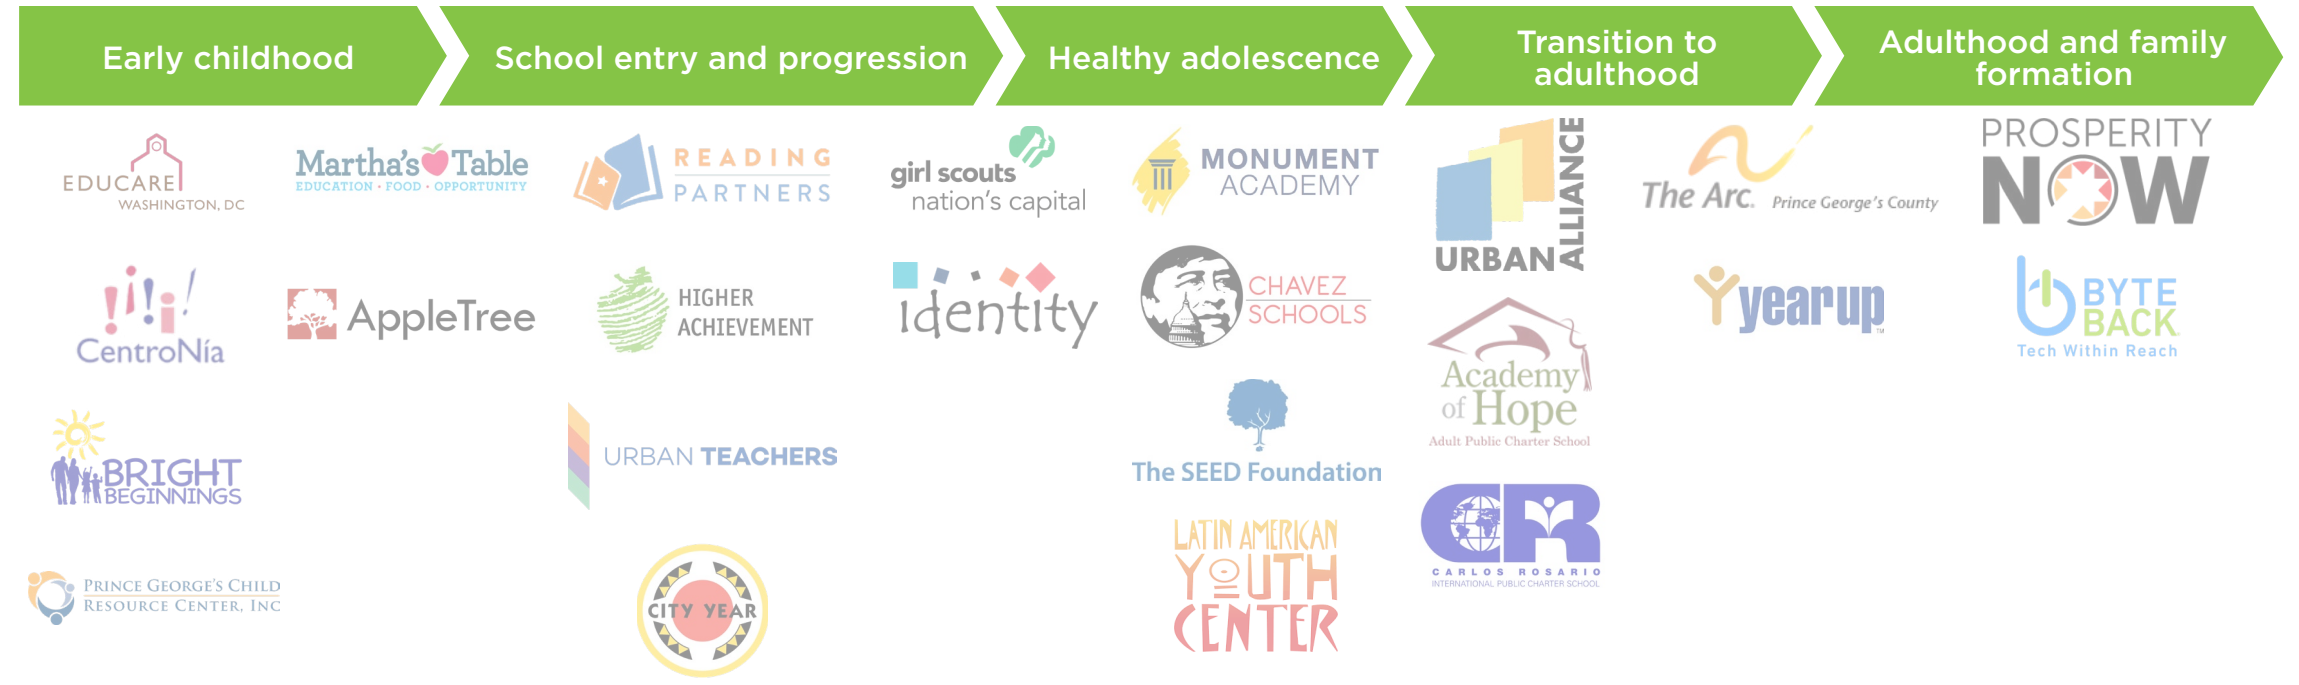 Early childhood
School entry and progression
Healthy adolescence
Transition to
adulthood
Adulthood and family
formation
EDUCARE
WASHINGTON, DC
Martha's Table
EDUCATION · FOOD · OPPORTUNITY
CentroNía
AppleTree
BRIGHT
BEGINNINGS
PRINCE GEORGE'S CHILD
RESOURCE CENTER, INC
READING
PARTNERS
HIGHER
ACHIEVEMENT
URBAN TEACHERS
CITY YEAR
girl scouts
nation's capital
identity
MONUMENT
ACADEMY
CHAVEZ
SCHOOLS
The SEED Foundation
LATIN AMERICAN
YOUTH
CENTER
URBAN
ALLIANCE
Academy
of Hope
Adult Public Charter School
CR
CARLOS ROSARIO
INTERNATIONAL PUBLIC CHARTER SCHOOL
The Arc. Prince George's County
year up™
PROSPERITY
NOW
BYTE
BACK
Tech Within Reach